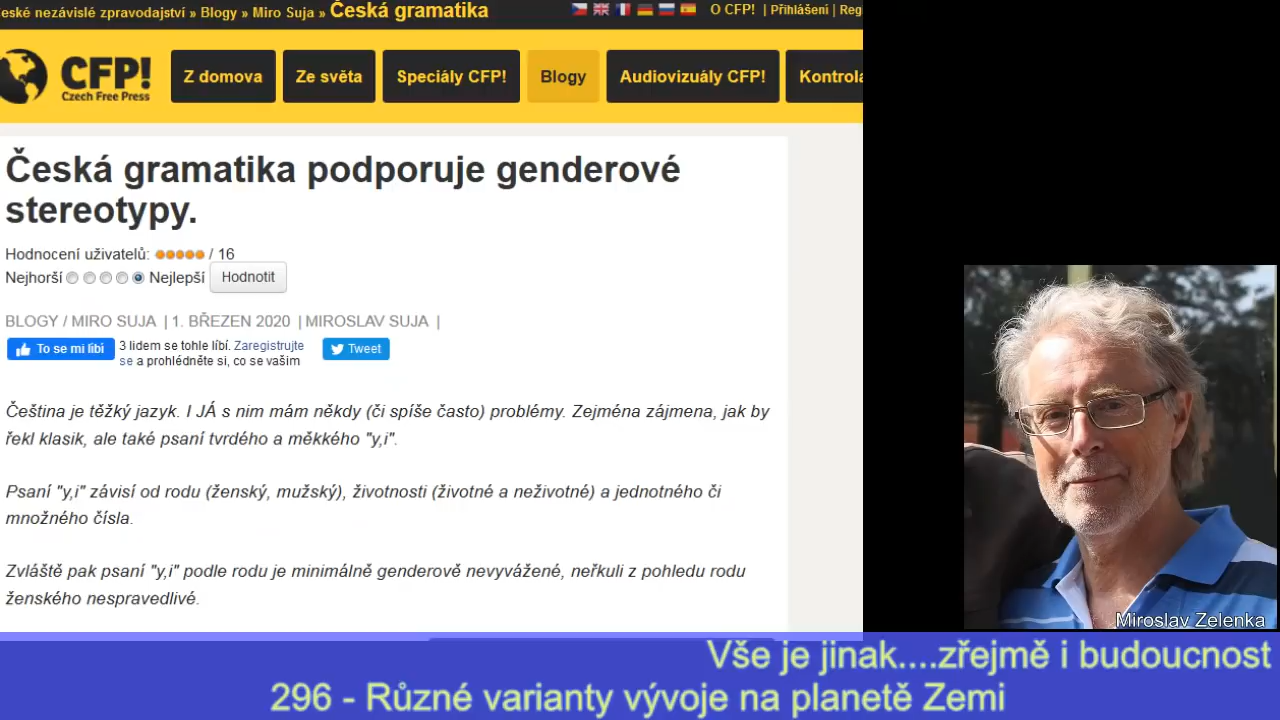 eské nezávislé zpravodajství » Blogy » Miro Suja » Česká gramatika
O CFP! | Přihlášení | Reg
CFP!
Czech Free Press
Z domova Ze světa Speciály CFP! Blogy Audiovizuály CFP! Kontrola
Česká gramatika podporuje genderové
stereotypy.
Hodnocení uživatelů: / 16
Nejhorší Nejlepší Hodnotit
BLOGY / MIRO SUJA | 1. BŘEZEN 2020 | MIROSLAV SUJA |
To se mi líbí
3 lidem se tohle líbí. Zaregistrujte
se a prohlédněte si, co se vašim
Tweet
Čeština je těžký jazyk. I JÁ s nim mám někdy (či spíše často) problémy. Zejména zájmena, jak by
řekl klasik, ale také psaní tvrdého a měkkého "y,i".
Psaní "y,i" závisí od rodu (ženský, mužský), životnosti (životné a neživotné) a jednotného či
množného čísla.
Zvláště pak psaní "y,i" podle rodu je minimálně genderově nevyvážené, neřkuli z pohledu rodu
ženského nespravedlivé.
Miroslav Zelenka
Vše je jinak....zřejmě i budoucnost
296 - Různé varianty vývoje na planetě Zemi